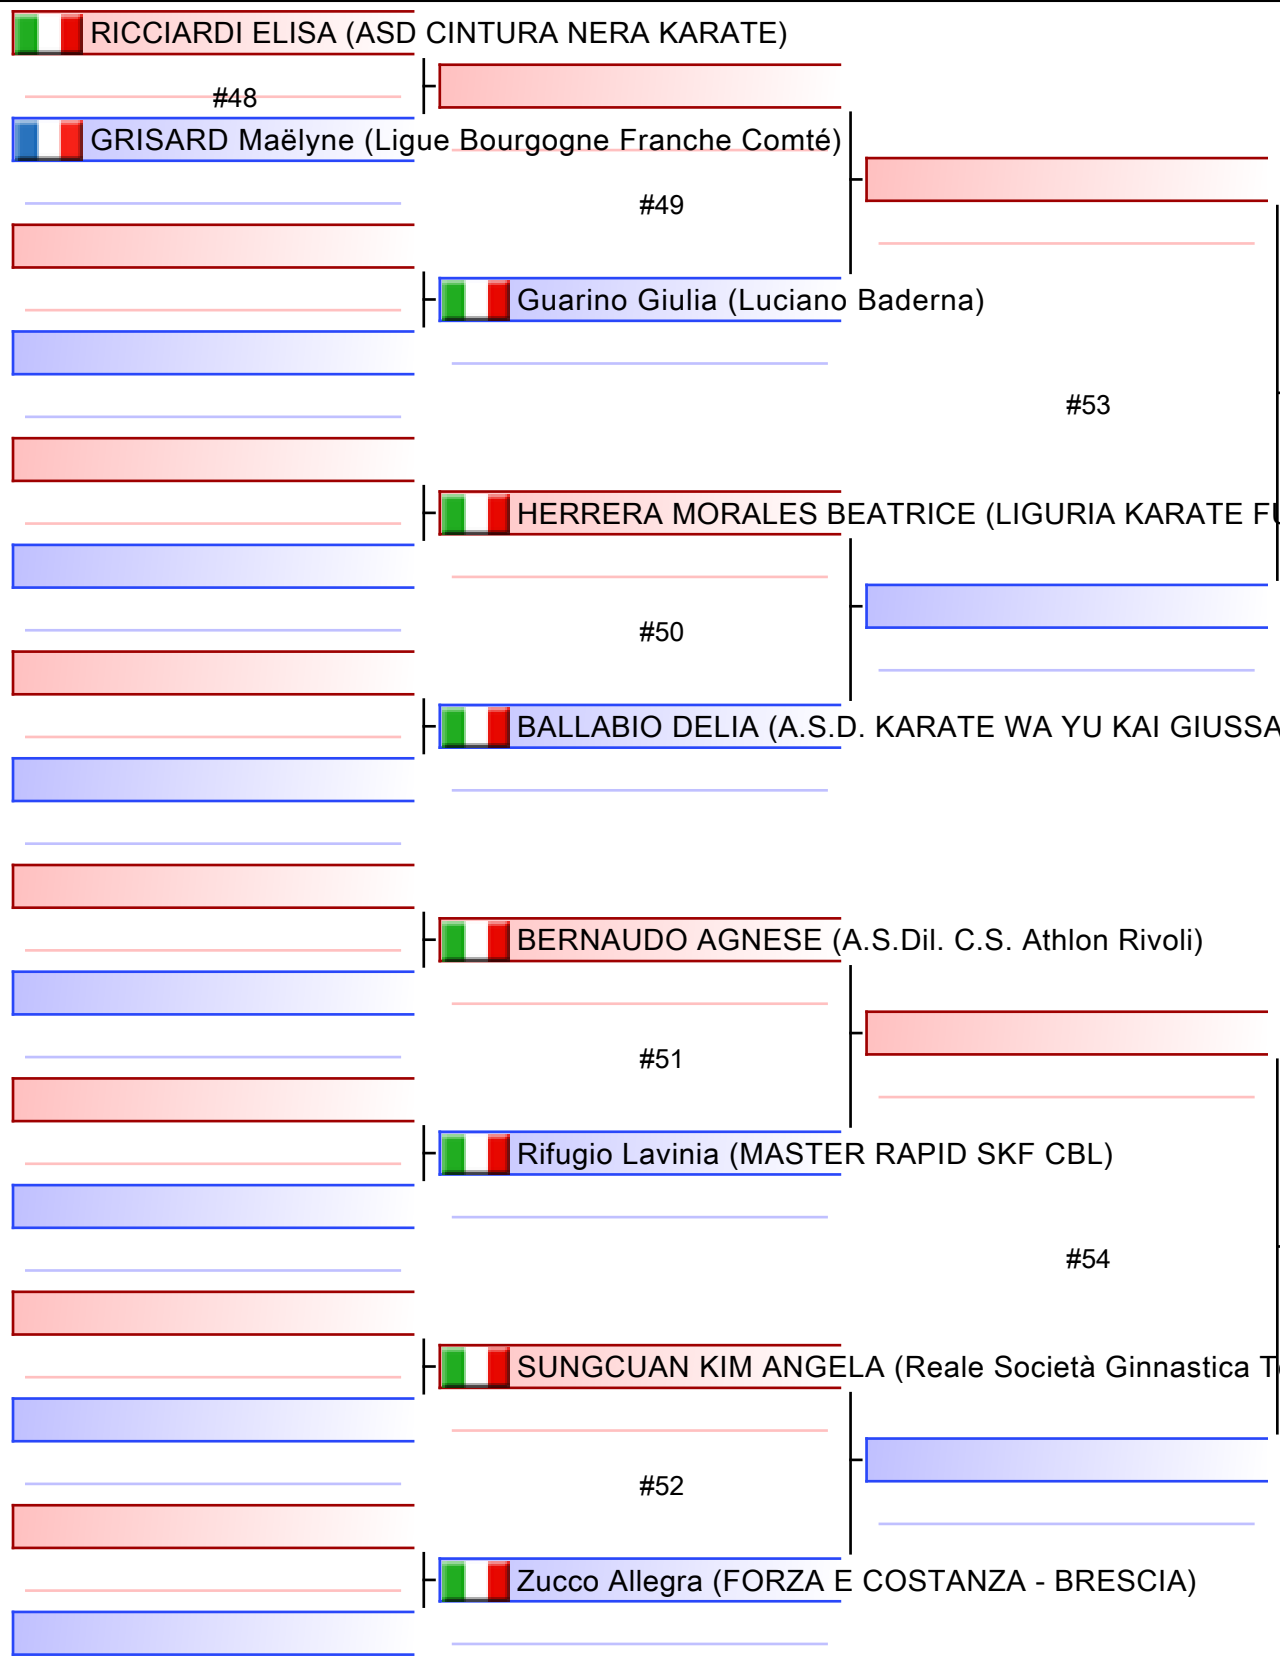 RICCIARDI ELISA (ASD CINTURA NERA KARATE)
#48
GRISARD Maëlyne (Ligue Bourgogne Franche Comté)
#49
Guarino Giulia (Luciano Baderna)
#53
HERRERA MORALES BEATRICE (LIGURIA KARATE
#50
BALLABIO DELIA (A.S.D. KARATE WA YU KAI GIUSSA
BERNAUDO AGNESE (A.S.Dil. C.S. Athlon Rivoli)
#51
Rifugio Lavinia (MASTER RAPID SKF CBL)
#54
SUNGCUAN KIM ANGELA (Reale Società Ginnastica
#52
Zucco Allegra (FORZA E COSTANZA - BRESCIA)